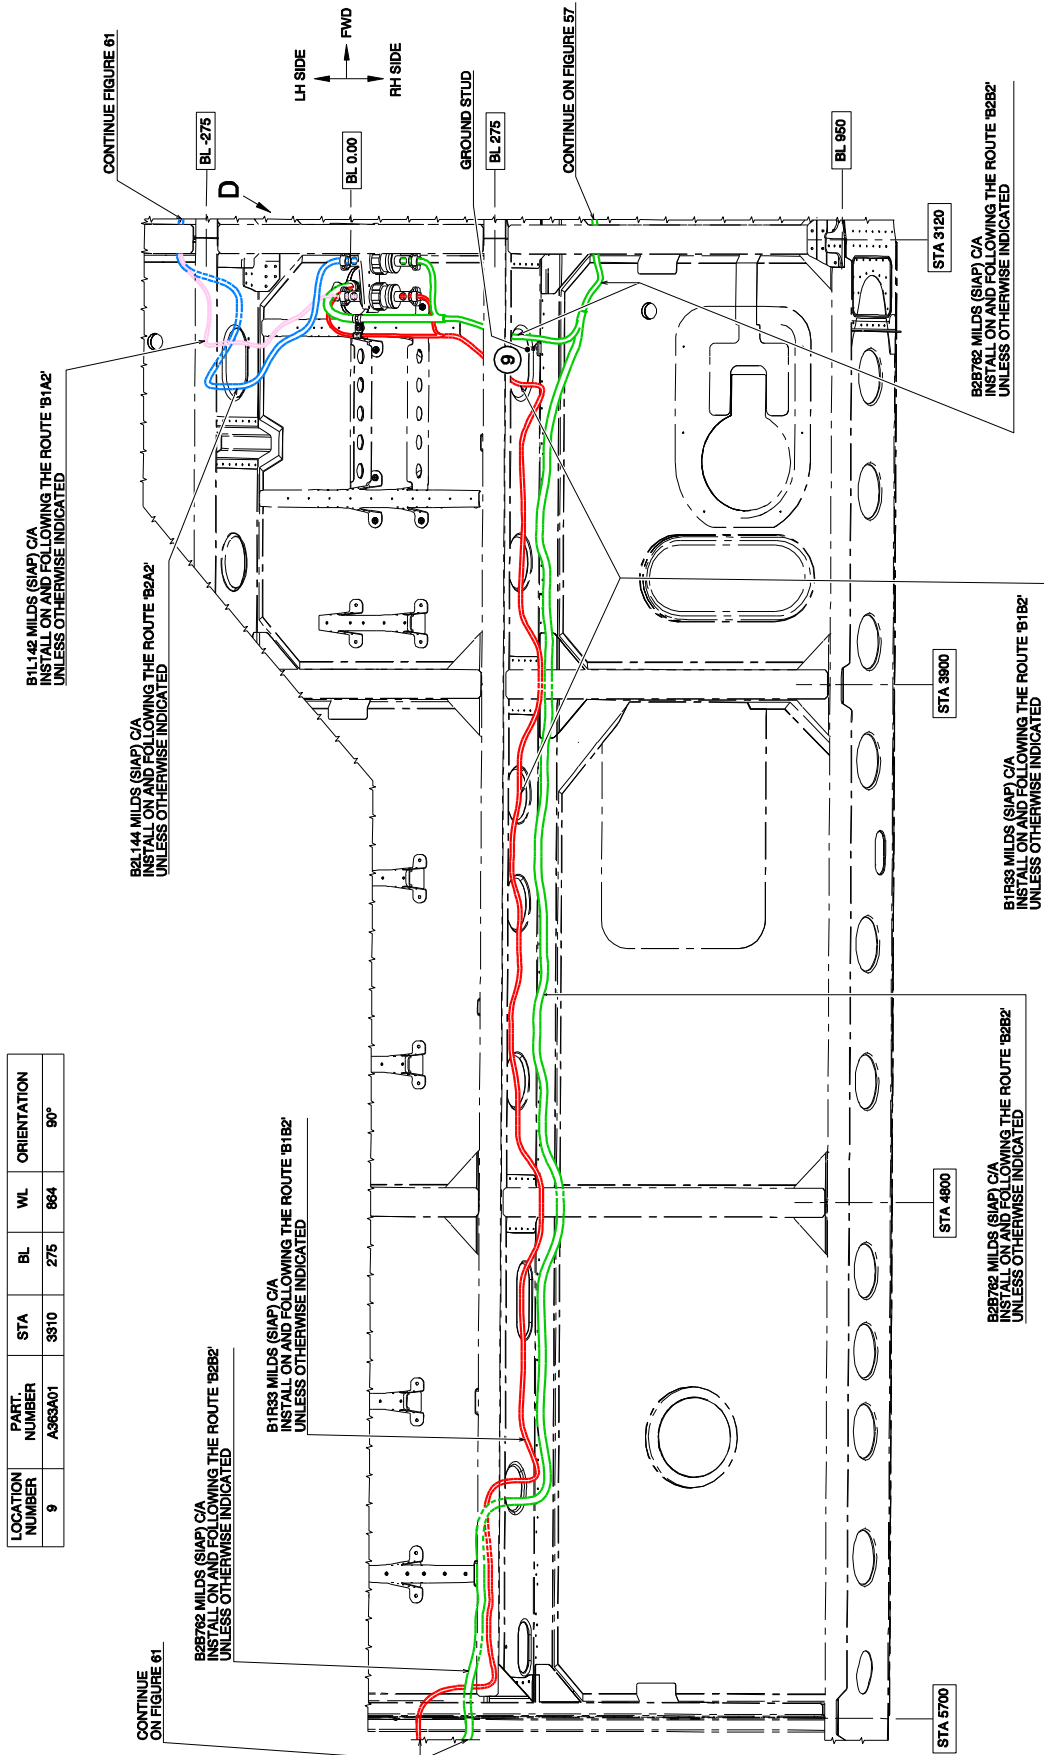 CONTINUE FIGURE 61
LH SIDE
FWD
RH SIDE
BL -275
D
BL 0.00
GROUND STUD
BL 275
CONTINUE ON FIGURE 57
BL 950
STA 3120
B2B762 MILDS (SIAP) C/A
INSTALL ON AND FOLLOWING THE ROUTE 'B2B2'
UNLESS OTHERWISE INDICATED
B1L142 MILDS (SIAP) C/A
INSTALL ON AND FOLLOWING THE ROUTE 'B1A2'
UNLESS OTHERWISE INDICATED
B2L144 MILDS (SIAP) C/A
INSTALL ON AND FOLLOWING THE ROUTE 'B2A2'
UNLESS OTHERWISE INDICATED
9
STA 3900
B1R33 MILDS (SIAP) C/A
INSTALL ON AND FOLLOWING THE ROUTE 'B1B2'
UNLESS OTHERWISE INDICATED
STA 4800
B2B762 MILDS (SIAP) C/A
INSTALL ON AND FOLLOWING THE ROUTE 'B2B2'
UNLESS OTHERWISE INDICATED
B1R33 MILDS (SIAP) C/A
INSTALL ON AND FOLLOWING THE ROUTE 'B1B2'
UNLESS OTHERWISE INDICATED
B2B762 MILDS (SIAP) C/A
INSTALL ON AND FOLLOWING THE ROUTE 'B2B2'
UNLESS OTHERWISE INDICATED
CONTINUE
ON FIGURE 61
STA 5700
LOCATION NUMBER PART. NUMBER STA BL WL ORIENTATION
9 A363A01 3310 275 864 90°